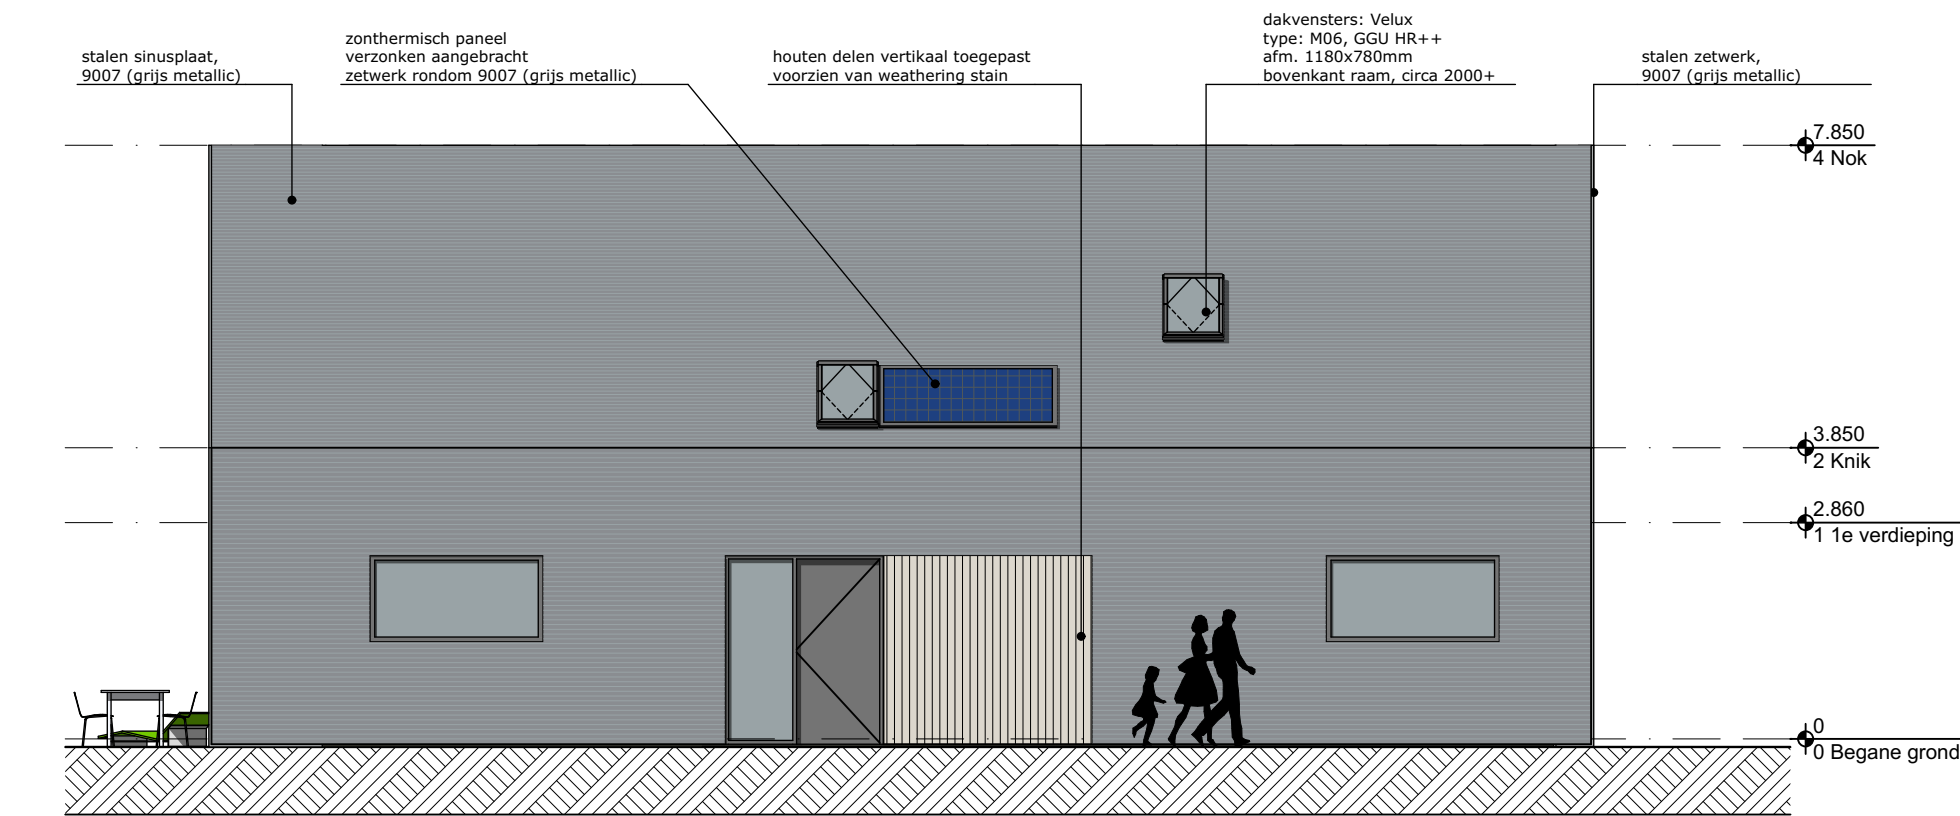 stalen sinusplaat,
9007 (grijs metallic)
zonthermisch paneel
verzonken aangebracht
zetwerk rondom 9007 (grijs metallic)
houten delen vertikaal toegepast
voorzien van weathering stain
dakvensters: Velux
type: M06, GGU HR++
afm. 1180x780mm
bovenkant raam, circa 2000+
stalen zetwerk,
9007 (grijs metallic)
7.850
4 Nok
3.850
2 Knik
2.860
1 1e verdieping
0
0 Begane grond